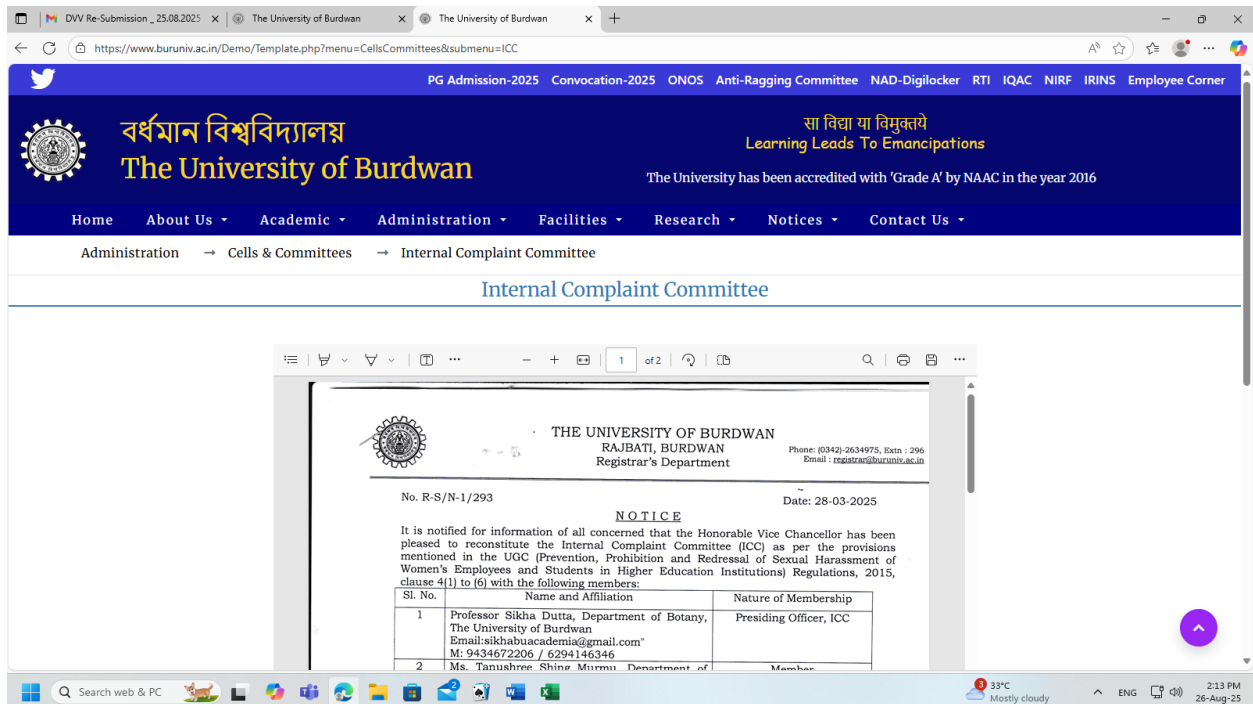 DVV Re-Submission _ 25.08.2025
The University of Burdwan
The University of Burdwan
https://www.buruniv.ac.in/Demo/Template.php?menu=CellsCommittees&submenu=ICC
PG Admission-2025 Convocation-2025 ONOS Anti-Ragging Committee NAD-Digilocker RTI IQAC NIRF IRINS Employee Corner
বর্ধমান বিশ্ববিদ্যালয়
The University of Burdwan
सा विद्या या विमुक्तये
Learning Leads To Emancipations
The University has been accredited with 'Grade A' by NAAC in the year 2016
Home About Us Academic Administration Facilities Research Notices Contact Us
Administration → Cells & Committees → Internal Complaint Committee
Internal Complaint Committee
1 of 2
THE UNIVERSITY OF BURDWAN
RAJBATI, BURDWAN
Registrar's Department
Phone: (0342)-2634975, Extn : 296
Email : registrar@buruniv.ac.in
No. R-S/N-1/293
Date: 28-03-2025
NOTICE
It is notified for information of all concerned that the Honorable Vice Chancellor has been
pleased to reconstitute the Internal Complaint Committee (ICC) as per the provisions
mentioned in the UGC (Prevention, Prohibition and Redressal of Sexual Harassment of
Women's Employees and Students in Higher Education Institutions) Regulations, 2015,
clause 4(1) to (6) with the following members:
Sl. No. Name and Affiliation Nature of Membership
1 Professor Sikha Dutta, Department of Botany, Presiding Officer, ICC
The University of Burdwan
Email:sikhabuacademia@gmail.com"
M: 9434672206 / 6294146346
2 Ms. Tanushree Shing Murmu, Department of Member
Search web & PC
2
3
33°C
Mostly cloudy
ENG
2:13 PM
26-Aug-25